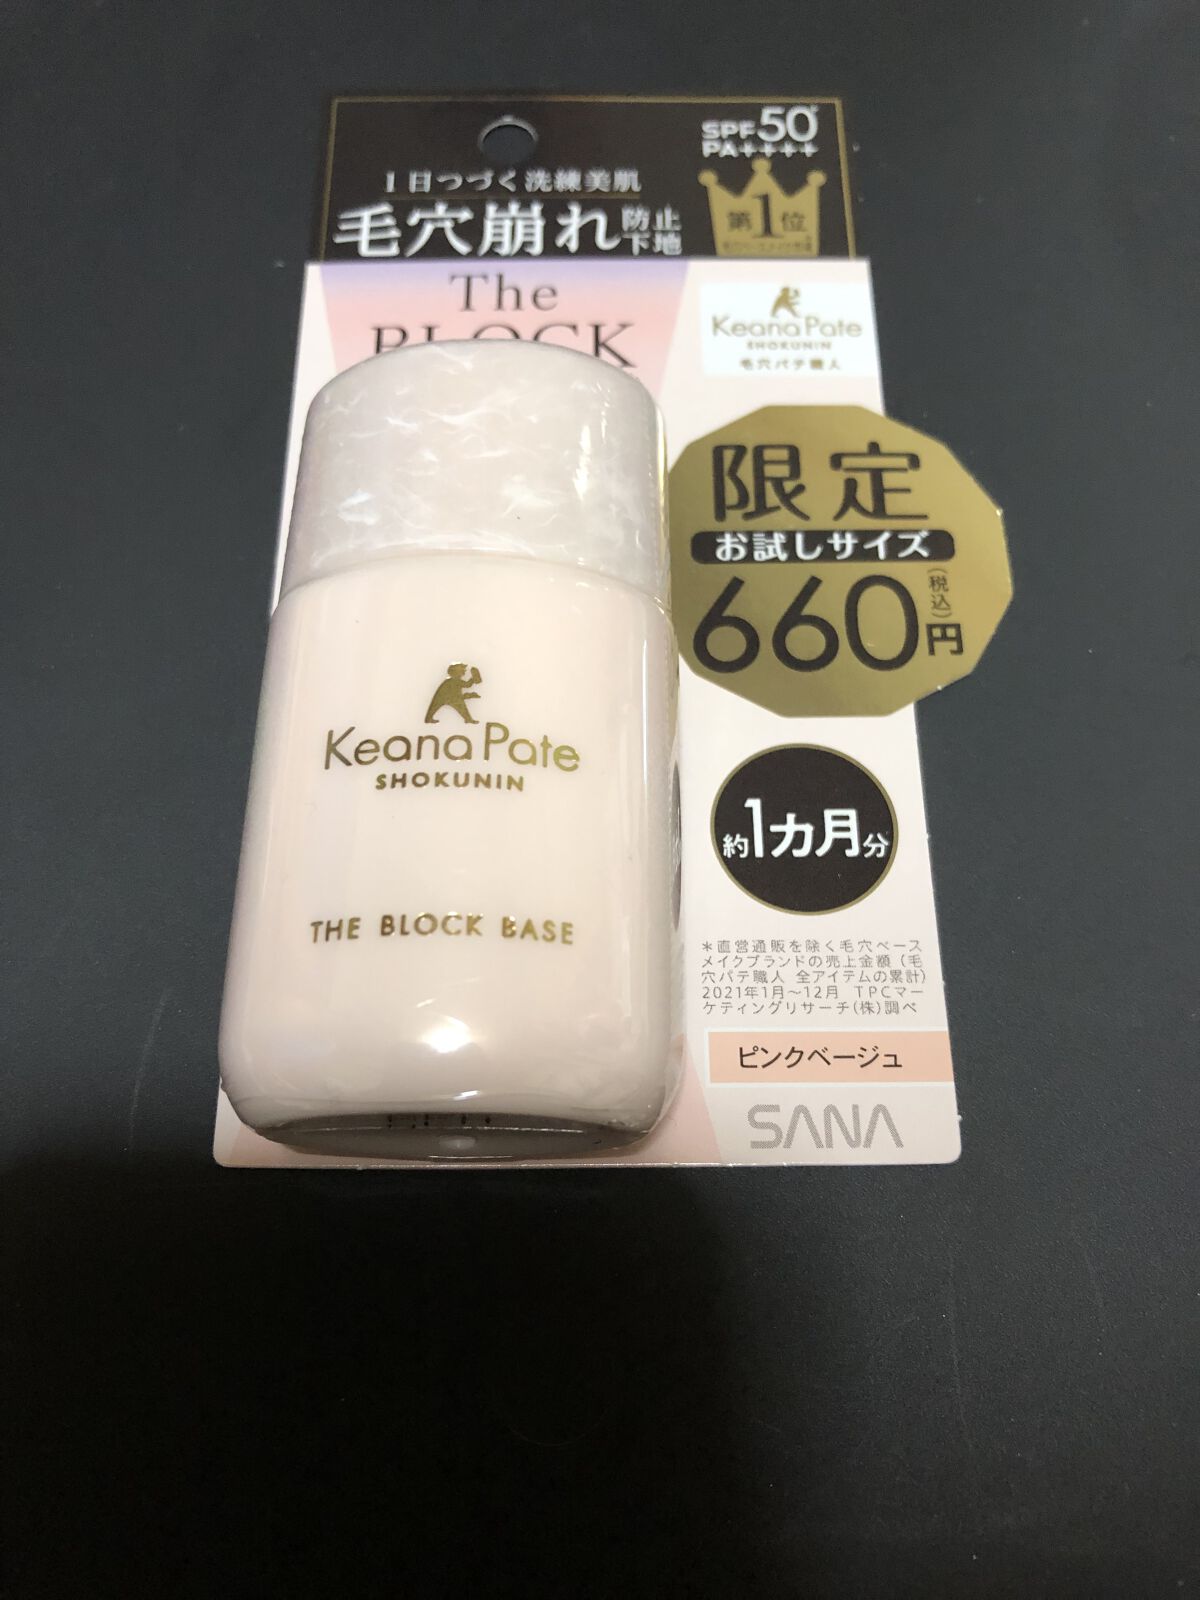 SPF50+
PA++++
1日つづく洗練美肌
毛穴崩れ防止下地
第1位
The
BLOCK
Keana Pate
SHOKUNIN
毛穴パテ職人
限定
お試しサイズ
660円(税込)
Keana Pate
SHOKUNIN
約1カ月分
THE BLOCK BASE
*直営通販を除く毛穴ベース
メイクブランドの売上金額(毛
穴パテ職人 全アイテムの累計)
2021年1月〜12月 TPCマー
ケティングリサーチ(株)調べ
ピンクベージュ
SANA